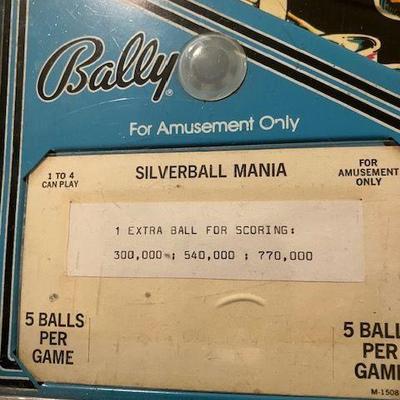 Bally®
For Amusement Only
1 TO 4
CAN PLAY
SILVERBALL MANIA
FOR
AMUSEMENT
ONLY
1 EXTRA BALL FOR SCORING:
300,000 ; 540,000 ; 770,000
5 BALLS
PER
GAME
5 BALL
PER
GAME
M-1508